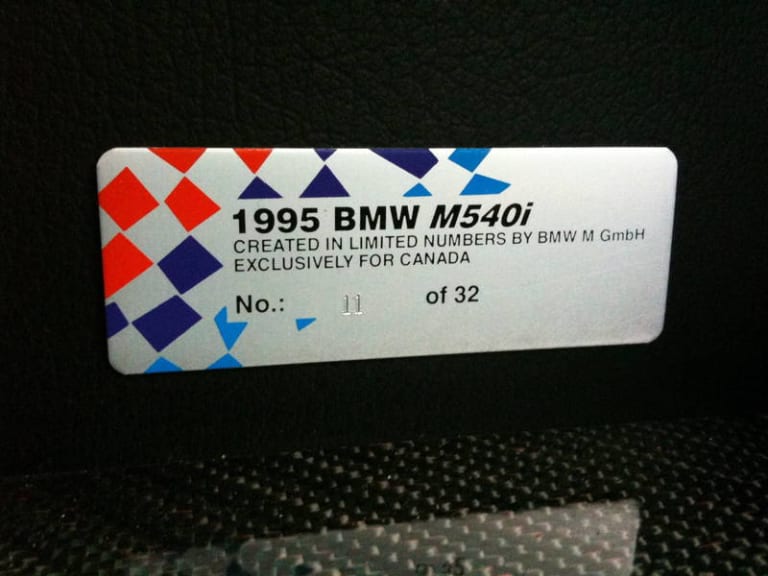 1995 BMW M540i
CREATED IN LIMITED NUMBERS BY BMW M GmbH
EXCLUSIVELY FOR CANADA
No.: 11 of 32